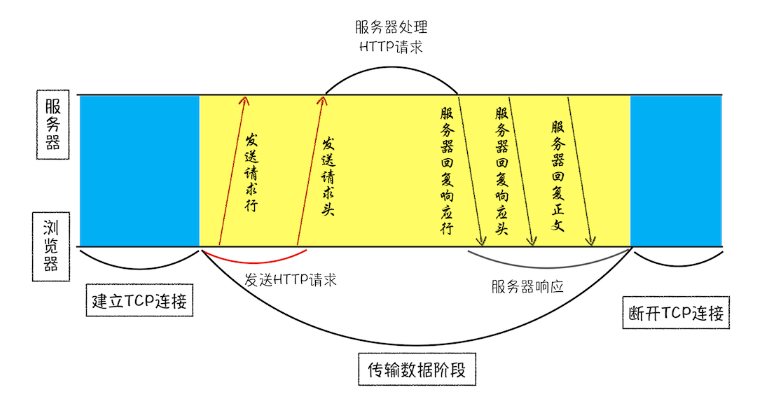 服务器处理
HTTP请求
服务器
发送请求行
发送请求头
服务器回复响应行
服务器回复响应头
服务器回复正文
浏览器
发送HTTP请求
服务器响应
建立TCP连接
断开TCP连接
传输数据阶段